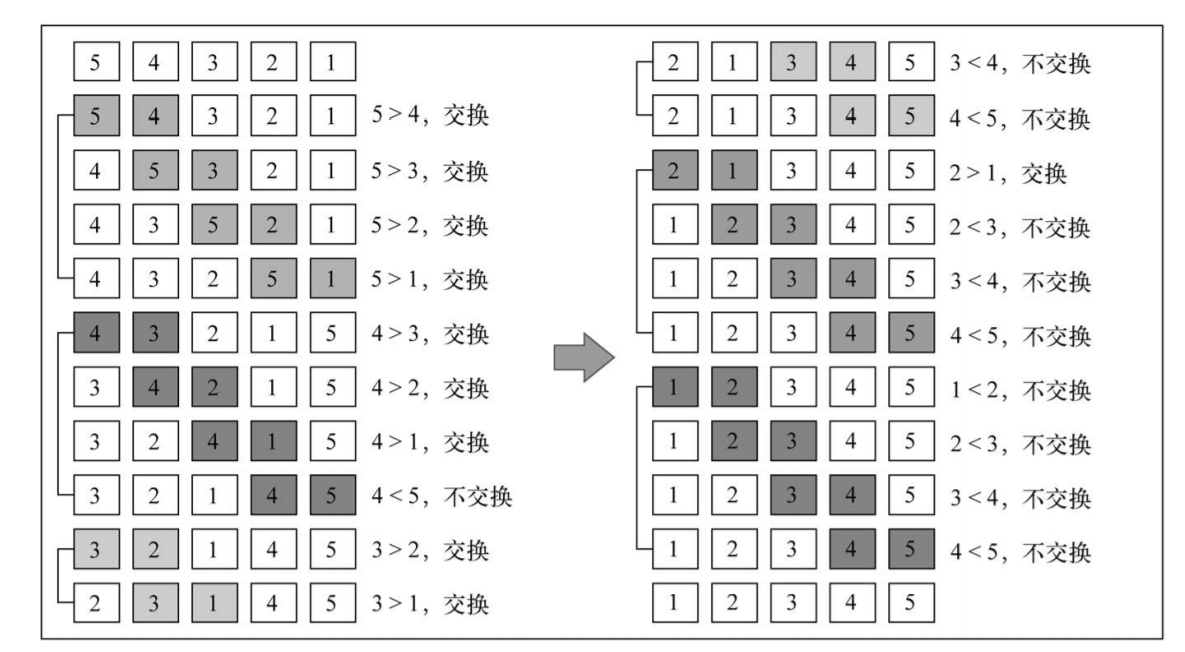 5 4 3 2 1
5 4 3 2 1 5>4，交换
4 5 3 2 1 5>3，交换
4 3 5 2 1 5>2，交换
4 3 2 5 1 5>1，交换
4 3 2 1 5 4>3，交换
3 4 2 1 5 4>2，交换
3 2 4 1 5 4>1，交换
3 2 1 4 5 4<5，不交换
3 2 1 4 5 3>2，交换
2 3 1 4 5 3>1，交换
2 1 3 4 5 3<4，不交换
2 1 3 4 5 4<5，不交换
2 1 3 4 5 2>1，交换
1 2 3 4 5 2<3，不交换
1 2 3 4 5 3<4，不交换
1 2 3 4 5 4<5，不交换
1 2 3 4 5 1<2，不交换
1 2 3 4 5 2<3，不交换
1 2 3 4 5 3<4，不交换
1 2 3 4 5 4<5，不交换
1 2 3 4 5